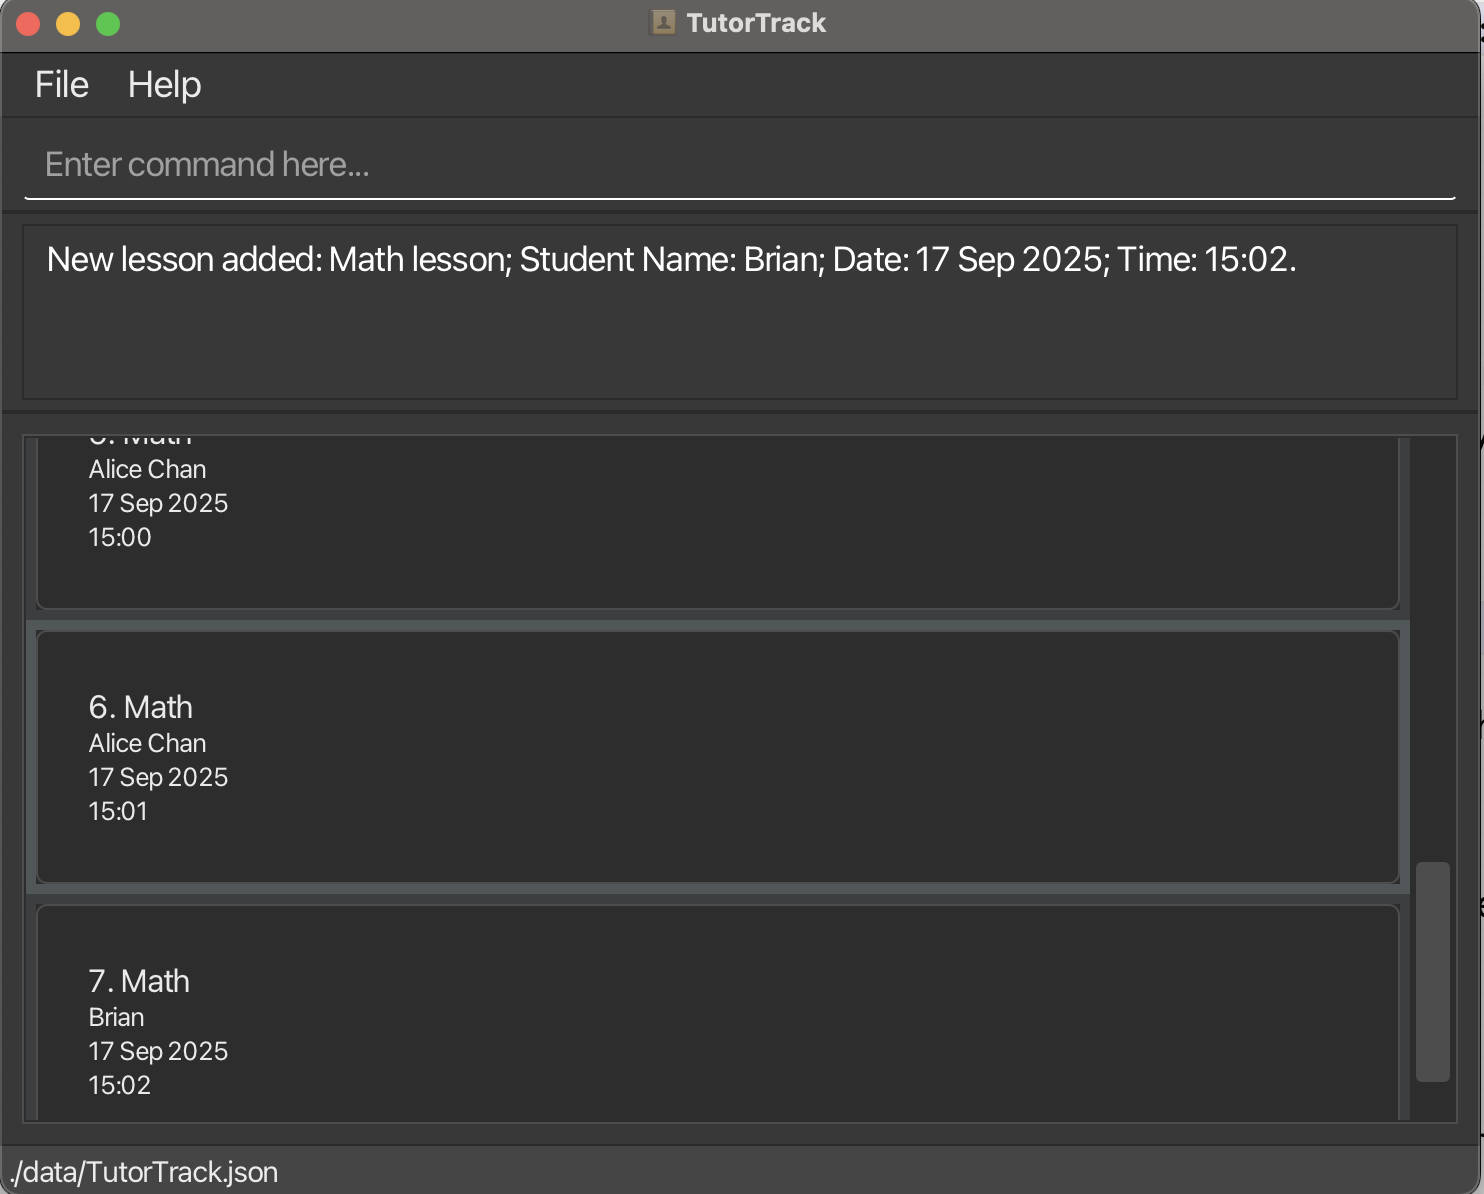 TutorTrack
File Help
Enter command here...
New lesson added: Math lesson; Student Name: Brian; Date: 17 Sep 2025; Time: 15:02.
Math
Alice Chan
17 Sep 2025
15:00
6. Math
Alice Chan
17 Sep 2025
15:01
7. Math
Brian
17 Sep 2025
15:02
./data/TutorTrack.json